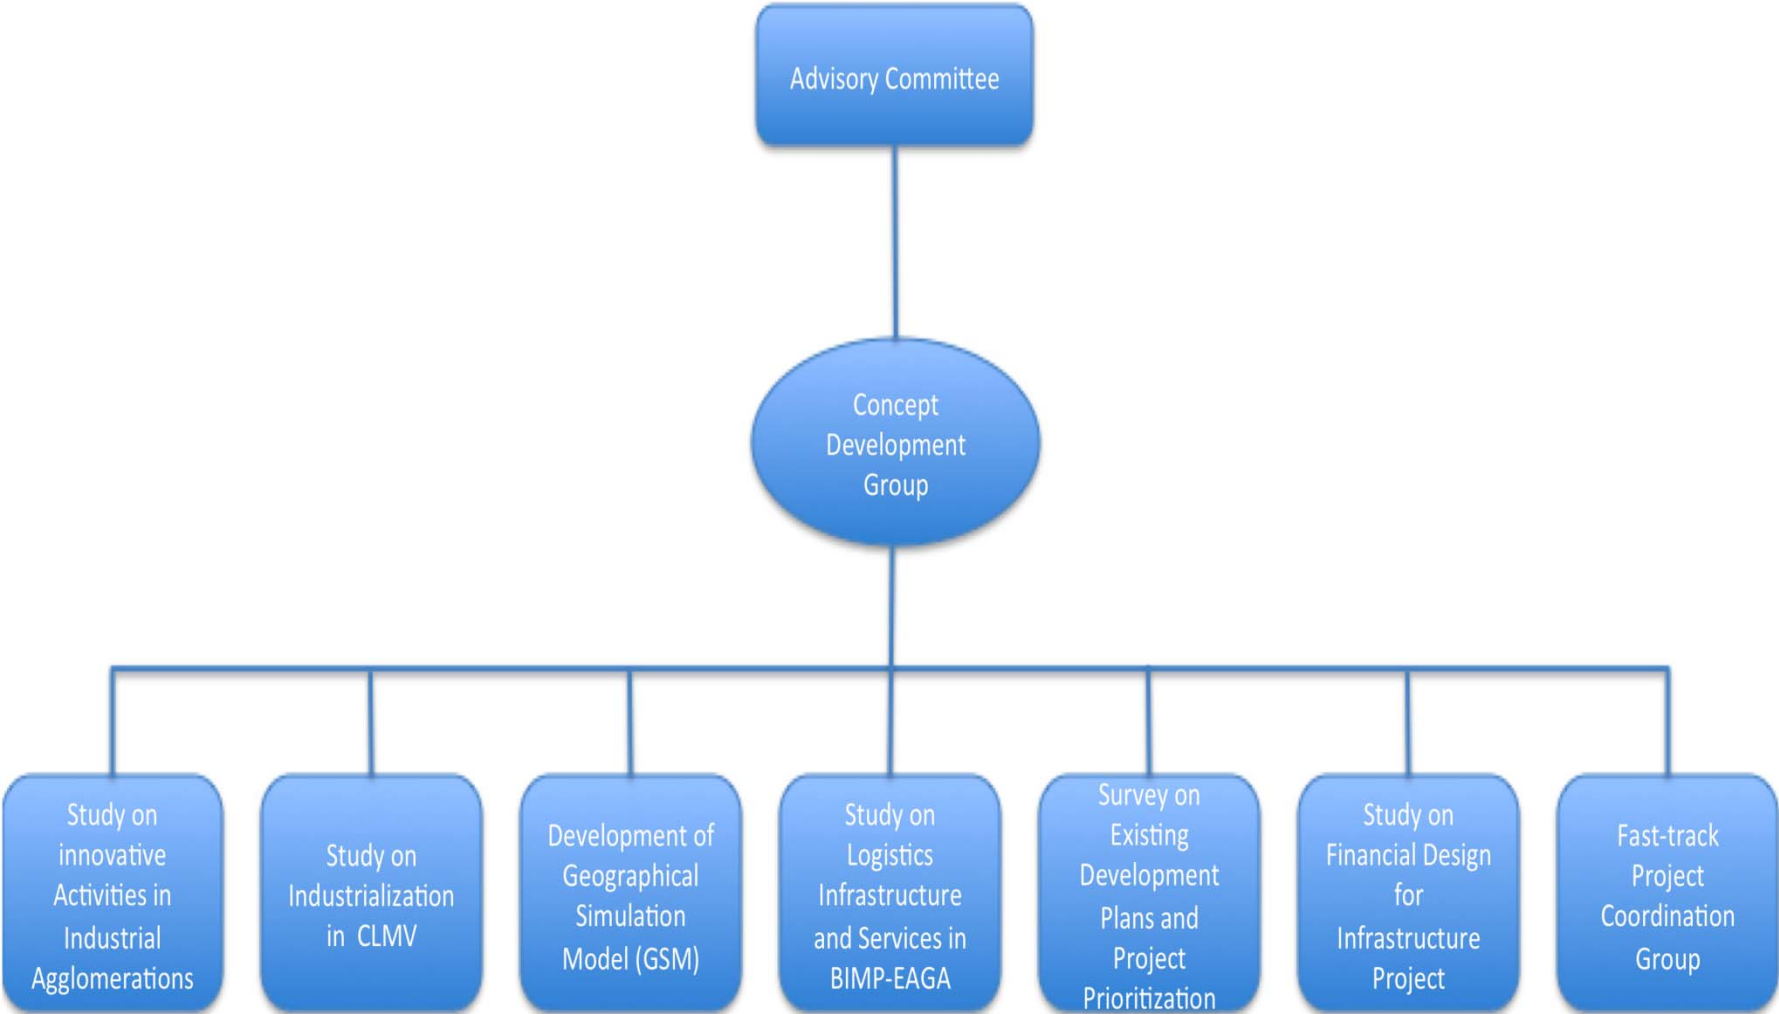 Advisory Committee
Concept
Development
Group
Study on
innovative
Activities in
Industrial
Agglomerations
Study on
Industrialization
in CLMV
Development of
Geographical
Simulation
Model (GSM)
Study on
Logistics
Infrastructure
and Services in
BIMP-EAGA
Survey on
Existing
Development
Plans and
Project
Prioritization
Study on
Financial Design
for
Infrastructure
Project
Fast-track
Project
Coordination
Group